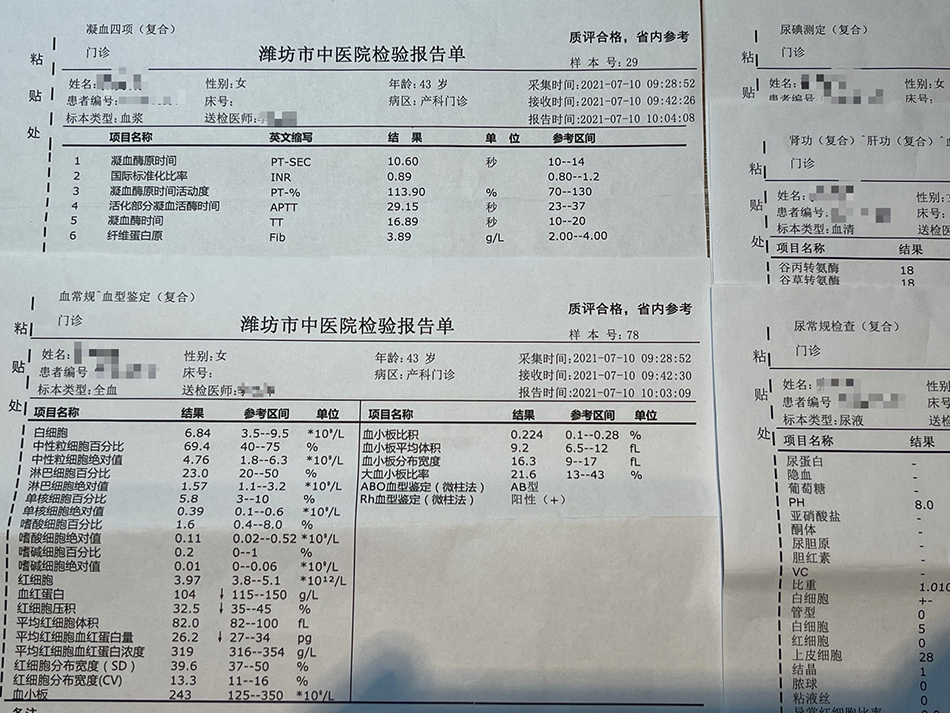 凝血四项（复合）
门诊
潍坊市中医院检验报告单
质评合格，省内参考
样 本 号:29
粘
贴
处
姓名:
性别:女
年龄:43 岁
采集时间:2021-07-10 09:28:52
患者编号:
床号:
病区:产科门诊
接收时间:2021-07-10 09:42:26
标本类型:血浆
送检医师:
报告时间:2021-07-10 10:04:08
项目名称 英文缩写 结 果 单 位 参考区间
1 凝血酶原时间 PT-SEC 10.60 秒 10--14
2 国际标准化比率 INR 0.89 0.80--1.2
3 凝血酶原时间活动度 PT-% 113.90 % 70--130
4 活化部分凝血活酶时间 APTT 29.15 秒 23--37
5 凝血酶时间 TT 16.89 秒 10--20
6 纤维蛋白原 Fib 3.89 g/L 2.00--4.00
血常规^血型鉴定（复合）
门诊
潍坊市中医院检验报告单
质评合格，省内参考
样 本 号:78
粘
贴
处
姓名:
性别:女
年龄:43 岁
采集时间:2021-07-10 09:28:52
患者编号
床号:
病区:产科门诊
接收时间:2021-07-10 09:42:30
标本类型:全血
送检医师:
报告时间:2021-07-10 10:03:09
项目名称 结果 参考区间 单位
白细胞 6.84 3.5--9.5 *10⁹/L
中性粒细胞百分比 69.4 40--75 %
中性粒细胞绝对值 4.76 1.8--6.3 *10⁹/L
淋巴细胞百分比 23.0 20--50 %
淋巴细胞绝对值 1.57 1.1--3.2 *10⁹/L
单核细胞百分比 5.8 3--10 %
单核细胞绝对值 0.39 0.1--0.6 *10⁹/L
嗜酸细胞百分比 1.6 0.4--8.0 %
嗜酸细胞绝对值 0.11 0.02--0.52 *10⁹/L
嗜碱细胞百分比 0.2 0--1 %
嗜碱细胞绝对值 0.01 0--0.06 *10⁹/L
红细胞 3.97 3.8--5.1 *10¹²/L
血红蛋白 104 ↓ 115--150 g/L
红细胞压积 32.5 ↓ 35--45 %
平均红细胞体积 82.0 82--100 fL
平均红细胞血红蛋白量 26.2 ↓ 27--34 pg
平均红细胞血红蛋白浓度 319 316--354 g/L
红细胞分布宽度（SD） 39.6 37--50 %
红细胞分布宽度(CV) 13.3 11--16 %
血小板 243 125--350 *10⁹/L
项目名称 结果 参考区间 单位
血小板比积 0.224 0.1--0.28 %
血小板平均体积 9.2 6.5--12 fL
血小板分布宽度 16.3 9--17 fL
大血小板比率 21.6 13--43 %
ABO血型鉴定（微柱法） AB型
Rh血型鉴定（微柱法） 阳性（+）
尿碘测定（复合）
门诊
粘
贴
姓名:
性别:女
患者编号:
床号:
肾功（复合）^肝功（复合）^
门诊
粘
贴
处
姓名:
性别:
患者编号:
床号:
标本类型:血清
送检医
项目名称 结果
谷丙转氨酶 18
谷草转氨酶 18
尿常规检查（复合）
门诊
粘
贴
处
姓名:
性别:女
患者编号
床号:
标本类型:尿液
送检医
项目名称 结果
尿蛋白 -
隐血 -
葡萄糖 -
PH 8.0
亚硝酸盐 -
酮体 -
尿胆原 -
胆红素 -
VC -
比重 1.010
白细胞 +-
管型 0
白细胞 5
红细胞 0
上皮细胞 28
结晶 1
脓球 0
粘液丝 0